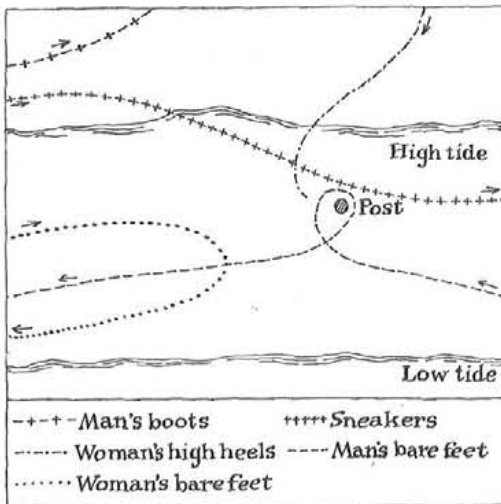 High tide
Post
Low tide
Man's boots
Sneakers
Woman's high heels
Man's bare feet
Woman's bare feet